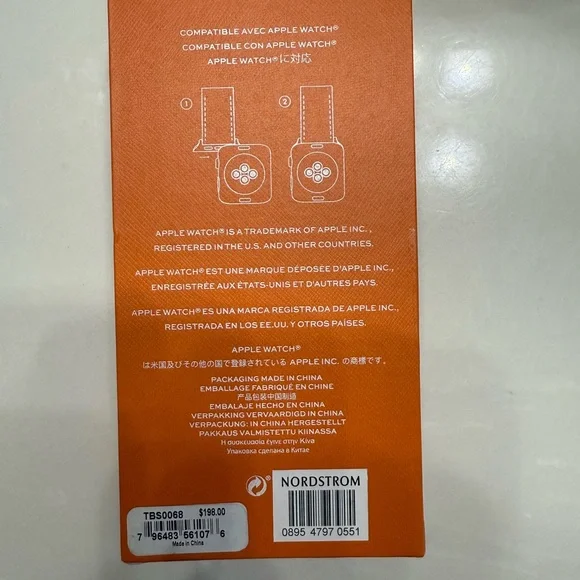 COMPATIBLE AVEC APPLE WATCH®
COMPATIBLE CON APPLE WATCH®
APPLE WATCH®に対応
1
2
APPLE WATCH® IS A TRADEMARK OF APPLE INC.,
REGISTERED IN THE U.S. AND OTHER COUNTRIES.
APPLE WATCH® EST UNE MARQUE DÉPOSÉE D'APPLE INC.,
ENREGISTRÉE AUX ÉTATS-UNIS ET D'AUTRES PAYS.
APPLE WATCH® ES UNA MARCA REGISTRADA DE APPLE INC.,
REGISTRADA EN LOS EE.UU. Y OTROS PAÍSES.
APPLE WATCH®
は米国及びその他の国で登録されている APPLE INC. の商標です。
PACKAGING MADE IN CHINA
EMBALLAGE FABRIQUÉ EN CHINE
产品包装中国制造
EMBALAJE HECHO EN CHINA
VERPAKKING VERVAARDIGD IN CHINA
VERPACKUNG: IN CHINA HERGESTELLT
PAKKAUS VALMISTETTU KIINASSA
Η συσκευασία έγινε στην Κίνα
Упаковка сделана в Китае
TBS0068 $198.00
7 96483 56107 6
Made in China
NORDSTROM
0895 4797 0551